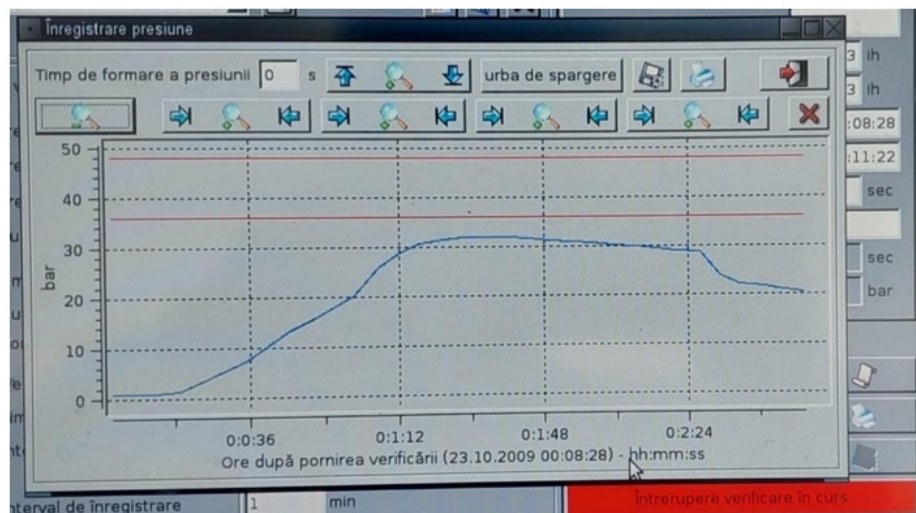 Înregistrare presiune
Timp de formare a presiunii 0 s urba de spargere
3 lh
3 lh
:08:28
:11:22
sec
sec
bar
50
40
30
20
10
0
bar
0:0:36 0:1:12 0:1:48 0:2:24
Ore după pornirea verificării (23.10.2009 00:08:28) - hh:mm:ss
terval de înregistrare 1 min
Întrerupere verificare în curs